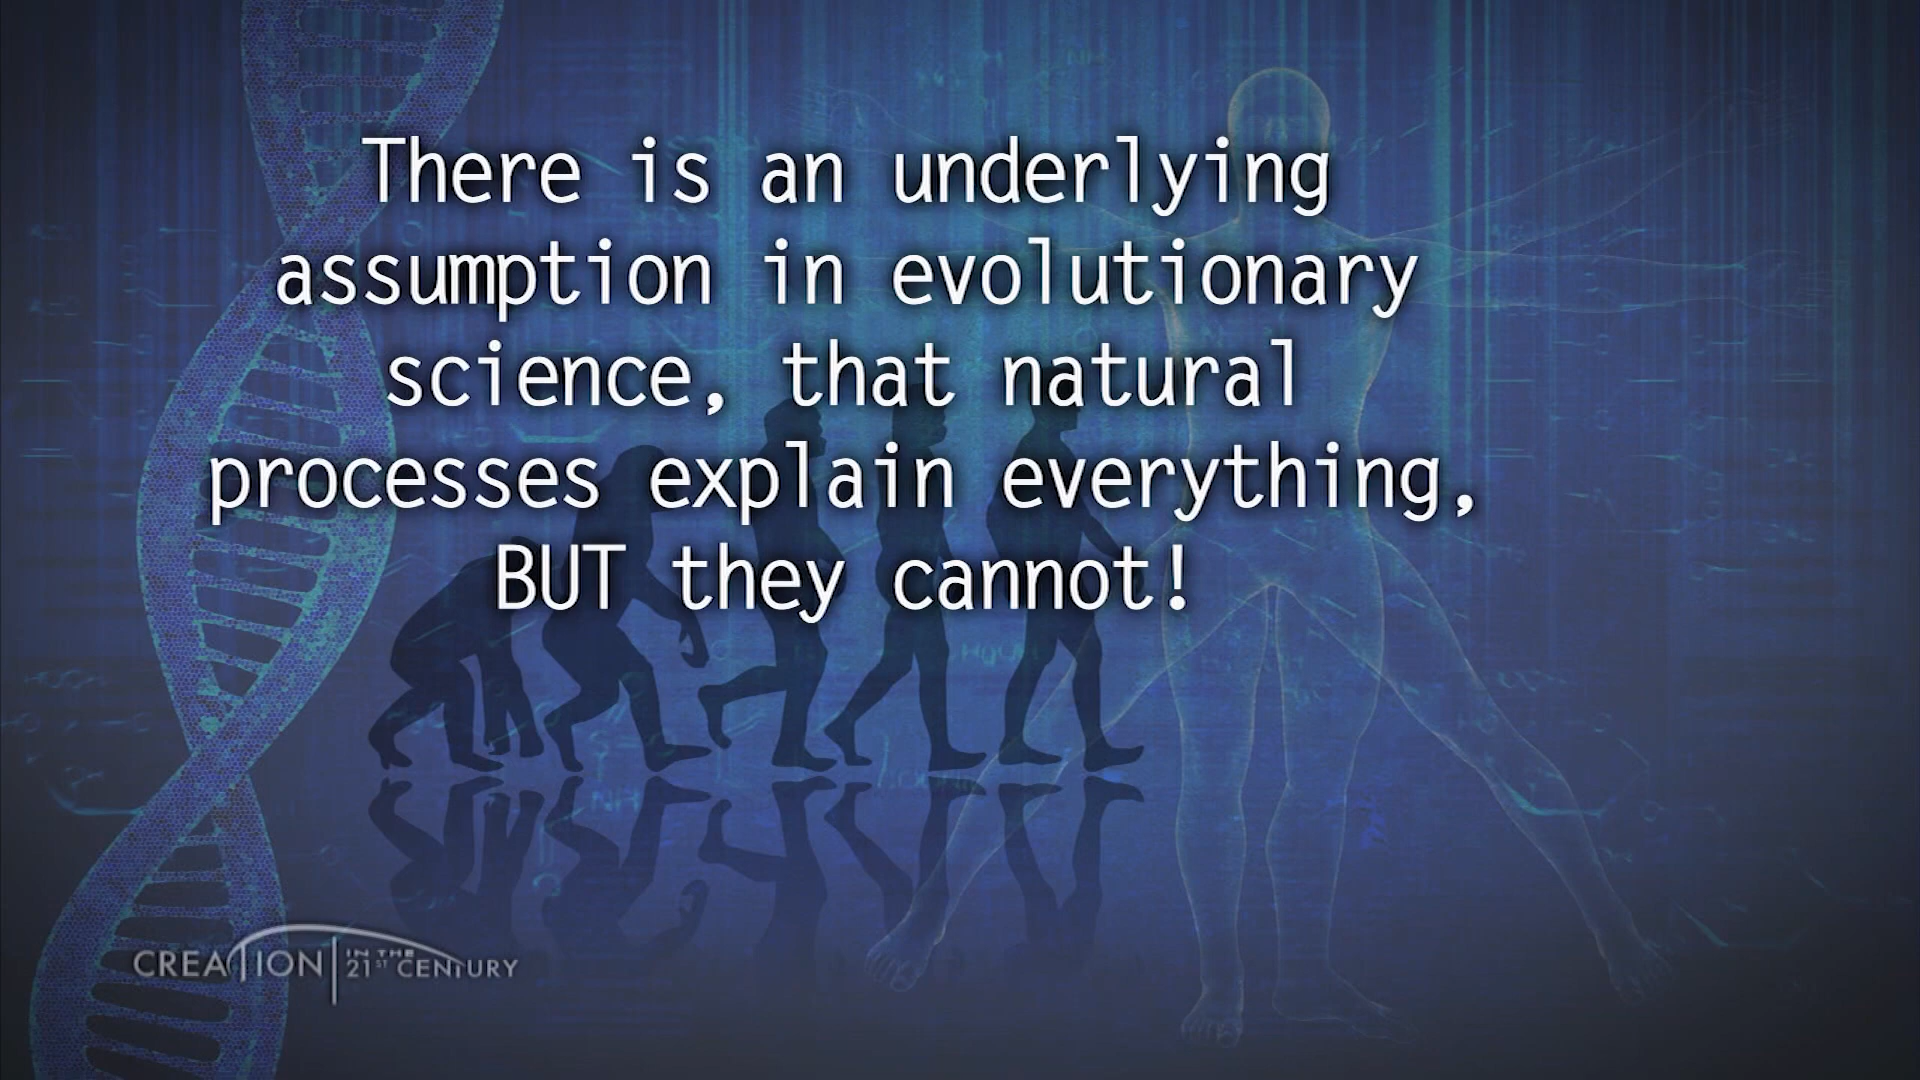 There is an underlying
assumption in evolutionary
science, that natural
processes explain everything,
BUT they cannot!
CREATION IN THE 21ST CENTURY